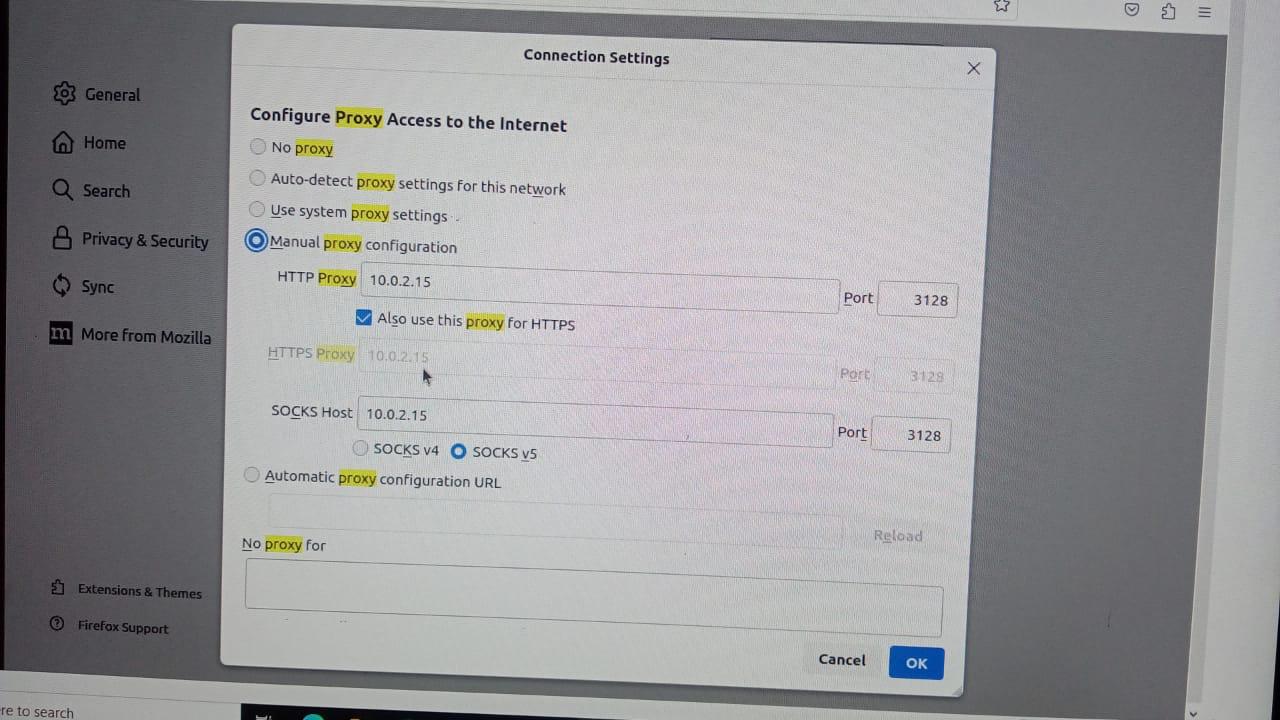 Connection Settings
General
Home
Search
Privacy & Security
Sync
More from Mozilla
Extensions & Themes
Firefox Support
Configure Proxy Access to the Internet
No proxy
Auto-detect proxy settings for this network
Use system proxy settings
Manual proxy configuration
HTTP Proxy 10.0.2.15 Port 3128
Also use this proxy for HTTPS
HTTPS Proxy 10.0.2.15 Port 3128
SOCKS Host 10.0.2.15 Port 3128
SOCKS v4 SOCKS v5
Automatic proxy configuration URL
Reload
No proxy for
Cancel OK
re to search